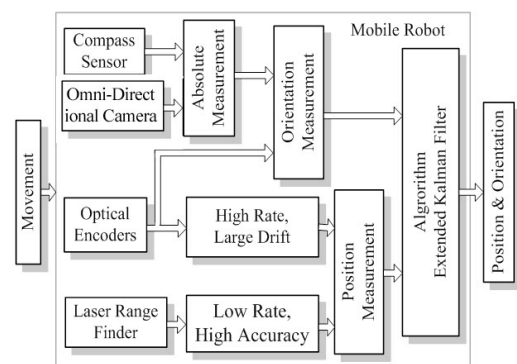 Mobile Robot
Movement
Compass
Sensor
Omni-Direct
ional Camera
Absolute
Measurement
Orientation
Measurement
Optical
Encoders
High Rate,
Large Drift
Laser Range
Finder
Low Rate,
High Accuracy
Position
Measurement
Algrorithm
Extended Kalman Filter
Position & Orientation